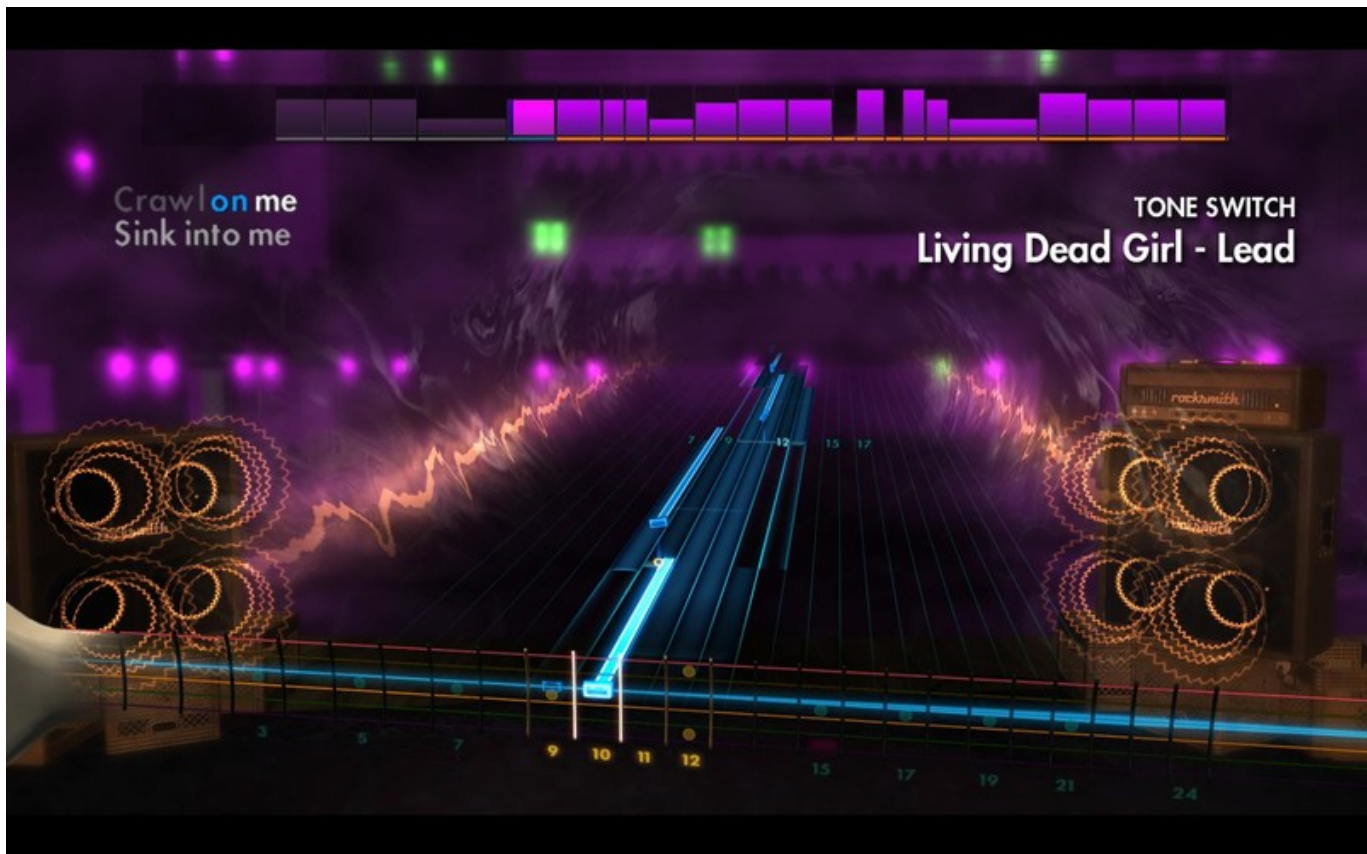 Crawl on me
Sink into me
TONE SWITCH
Living Dead Girl - Lead
rocksmith
7 9 12 15 17
3 5 7 9 10 11 12 15 17 19 21 24